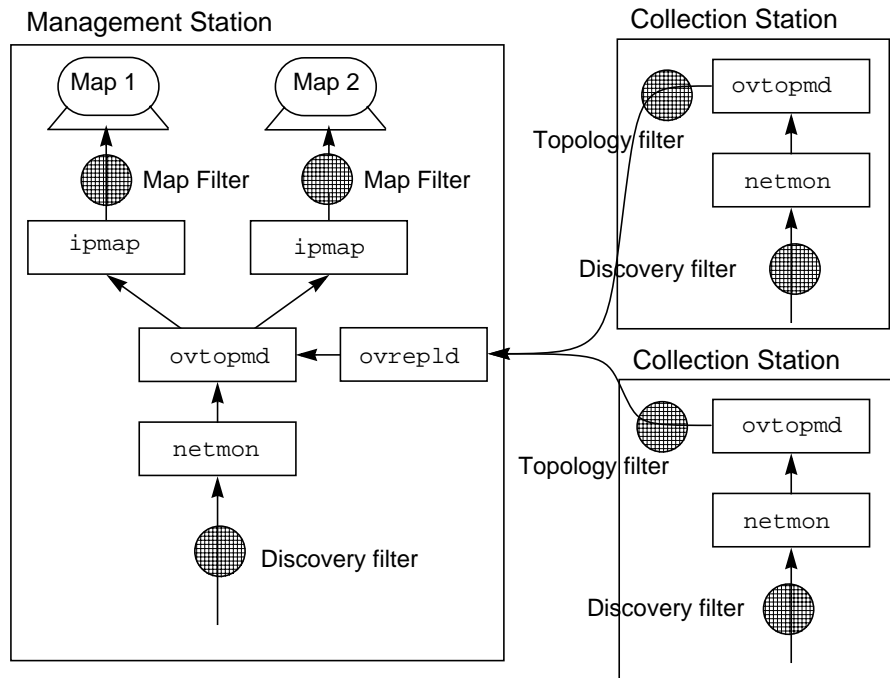 Management Station
Map 1
Map 2
Map Filter
Map Filter
ipmap
ipmap
ovtopmd
ovrepld
netmon
Discovery filter
Collection Station
ovtopmd
Topology filter
netmon
Discovery filter
Collection Station
ovtopmd
Topology filter
netmon
Discovery filter